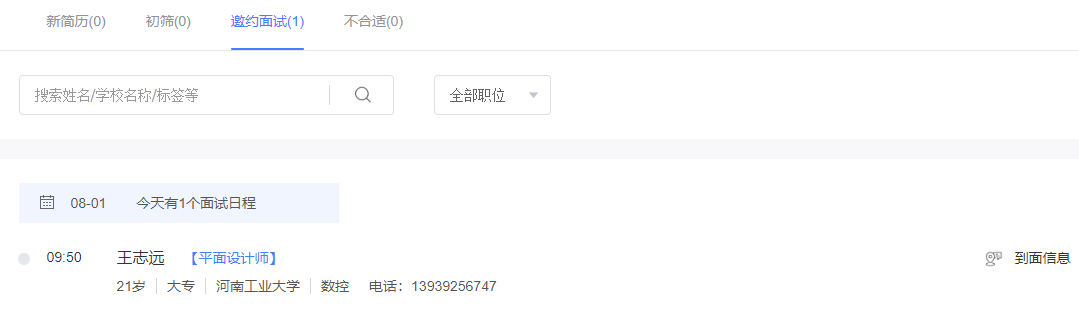 新简历(0) 初筛(0) 邀约面试(1) 不合适(0)
搜索姓名/学校名称/标签等 全部职位
08-01 今天有1个面试日程
09:50 王志远 【平面设计师】 到面信息
21岁 大专 河南工业大学 数控 电话：13939256747